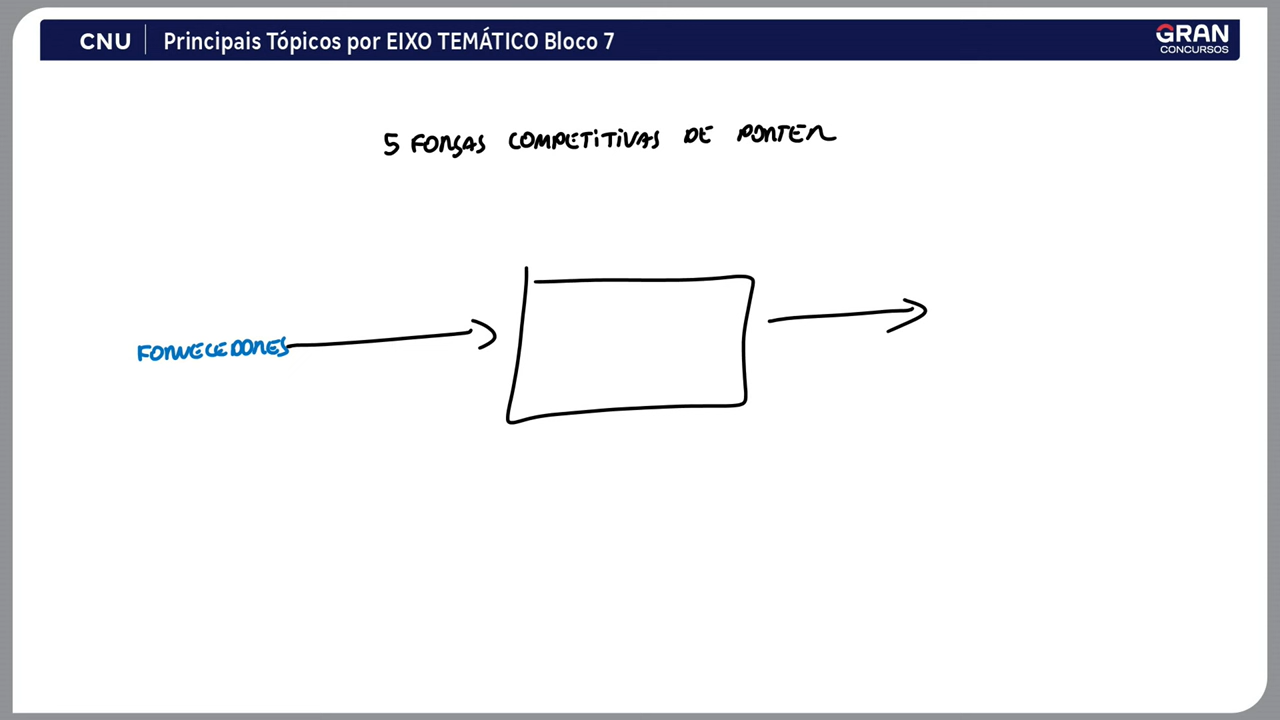 CNU
Principais Tópicos por EIXO TEMÁTICO Bloco 7
GRAN
CONCURSOS
5 FORÇAS COMPETITIVAS DE PORTER
FORNECEDORES